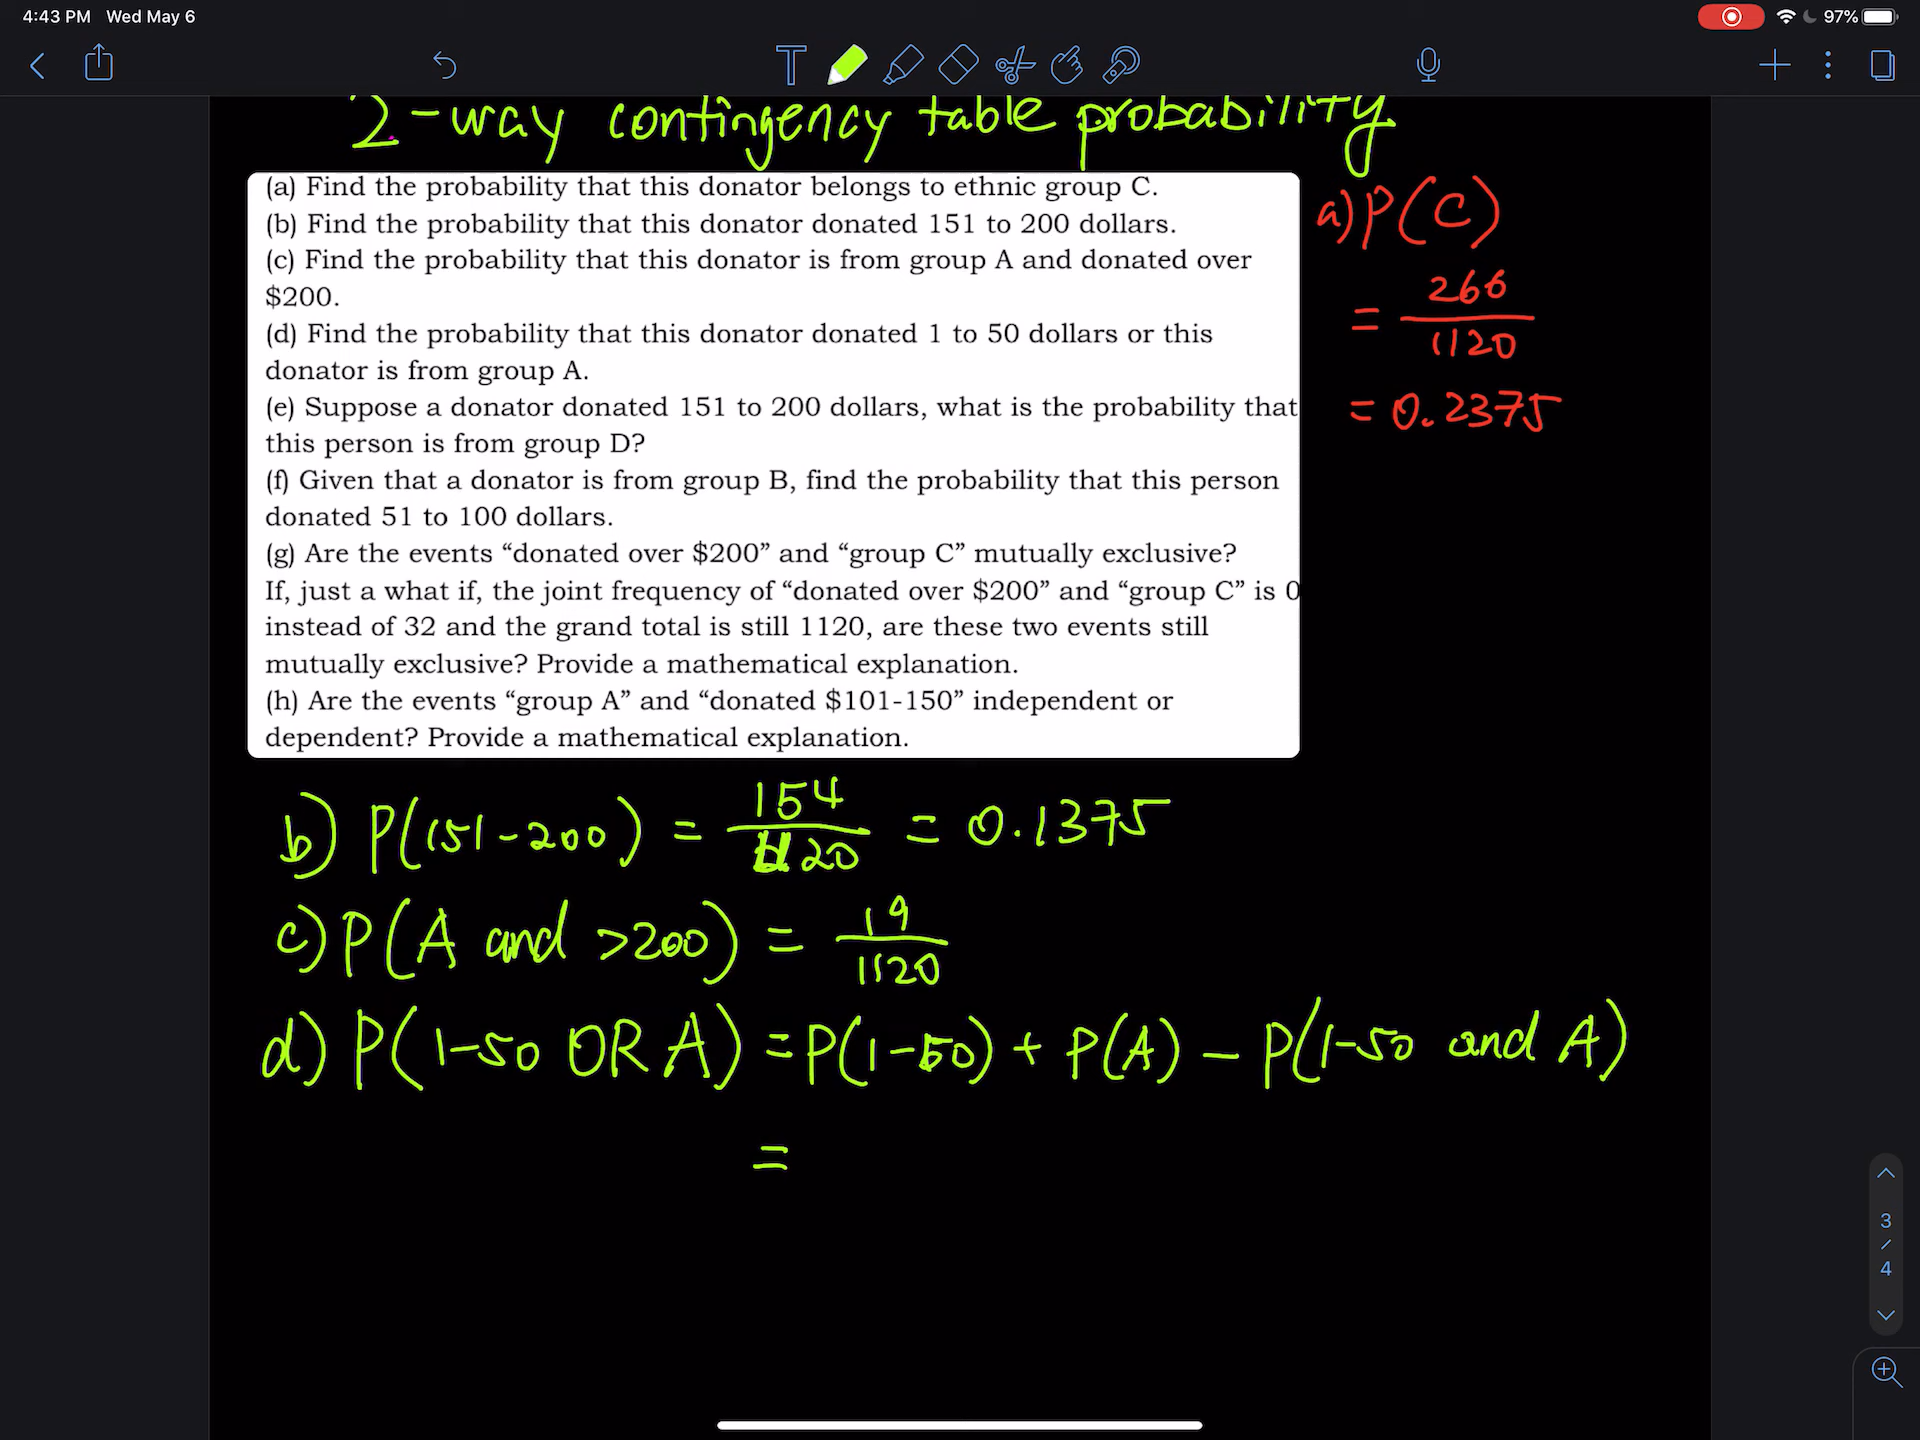 4:43 PM Wed May 6
97%
2-way contingency table probability
(a) Find the probability that this donator belongs to ethnic group C.
(b) Find the probability that this donator donated 151 to 200 dollars.
(c) Find the probability that this donator is from group A and donated over
$200.
(d) Find the probability that this donator donated 1 to 50 dollars or this
donator is from group A.
(e) Suppose a donator donated 151 to 200 dollars, what is the probability that
this person is from group D?
(f) Given that a donator is from group B, find the probability that this person
donated 51 to 100 dollars.
(g) Are the events “donated over $200” and “group C” mutually exclusive?
If, just a what if, the joint frequency of “donated over $200” and “group C” is 0
instead of 32 and the grand total is still 1120, are these two events still
mutually exclusive? Provide a mathematical explanation.
(h) Are the events “group A” and “donated $101-150” independent or
dependent? Provide a mathematical explanation.
a) P(C)
= 266/1120
= 0.2375
b) P(151-200) = 154/1120 = 0.1375
c) P(A and >200) = 19/1120
d) P(1-50 OR A) = P(1-50) + P(A) - P(1-50 and A)
=
3
/
4